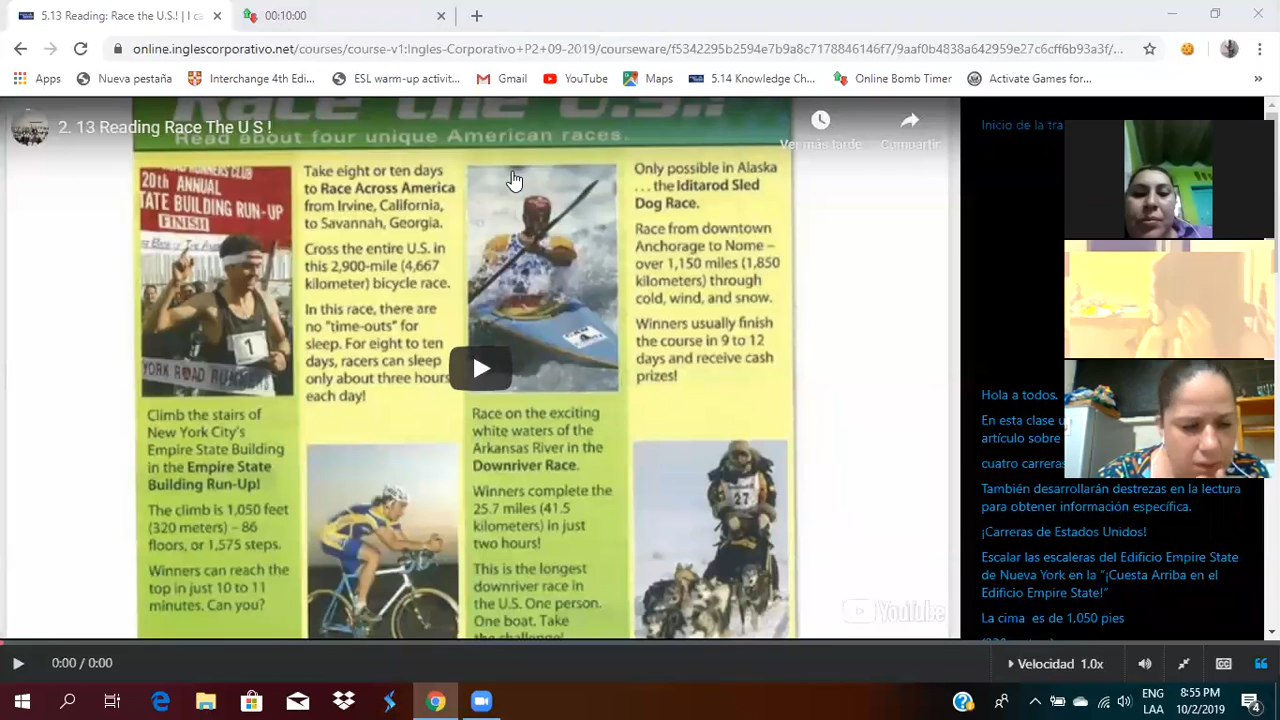 5.13 Reading: Race the U.S.! | I ca
00:10:00
online.inglescorporativo.net/courses/course-v1:Ingles-Corporativo+P2+09-2019/courseware/f5342295b2594e7b9a8c7178846146f7/9aaf0b4838a642959e27c6cff6b93a3f/...
Apps
Nueva pestaña
Interchange 4th Edi...
ESL warm-up activit...
Gmail
YouTube
Maps
5.14 Knowledge Ch...
Online Bomb Timer
Activate Games for...
Race the U.S.!
2. 13 Reading Race The U S !
Read about four unique American races.
Ver más tarde
Compartir
20th ANNUAL
TATE BUILDING RUN-UP
FINISH
1
YORK ROAD RUNNERS
Climb the stairs of
New York City's
Empire State Building
in the Empire State
Building Run-Up!
The climb is 1,050 feet
(320 meters) – 86
floors, or 1,575 steps.
Winners can reach the
top in just 10 to 11
minutes. Can you?
Take eight or ten days
to Race Across America
from Irvine, California,
to Savannah, Georgia.
Cross the entire U.S. in
this 2,900-mile (4,667
kilometer) bicycle race.
In this race, there are
no "time-outs" for
sleep. For eight to ten
days, racers can sleep
only about three hours
each day!
Race on the exciting
white waters of the
Arkansas River in the
Downriver Race.
Winners complete the
25.7 miles (41.5
kilometers) in just
two hours!
This is the longest
downriver race in
the U.S. One person.
One boat. Take
the challenge!
Only possible in Alaska
. . . the Iditarod Sled
Dog Race.
Race from downtown
Anchorage to Nome –
over 1,150 miles (1,850
kilometers) through
cold, wind, and snow.
Winners usually finish
the course in 9 to 12
days and receive cash
prizes!
27
YouTube
Inicio de la tra
Hola a todos.
En esta clase u
artículo sobre
cuatro carreras
También desarrollarán destrezas en la lectura
para obtener información específica.
¡Carreras de Estados Unidos!
Escalar las escaleras del Edificio Empire State
de Nueva York en la "¡Cuesta Arriba en el
Edificio Empire State!"
La cima es de 1,050 pies
0:00 / 0:00
Velocidad 1.0x
ENG
LAA
8:55 PM
10/2/2019
4